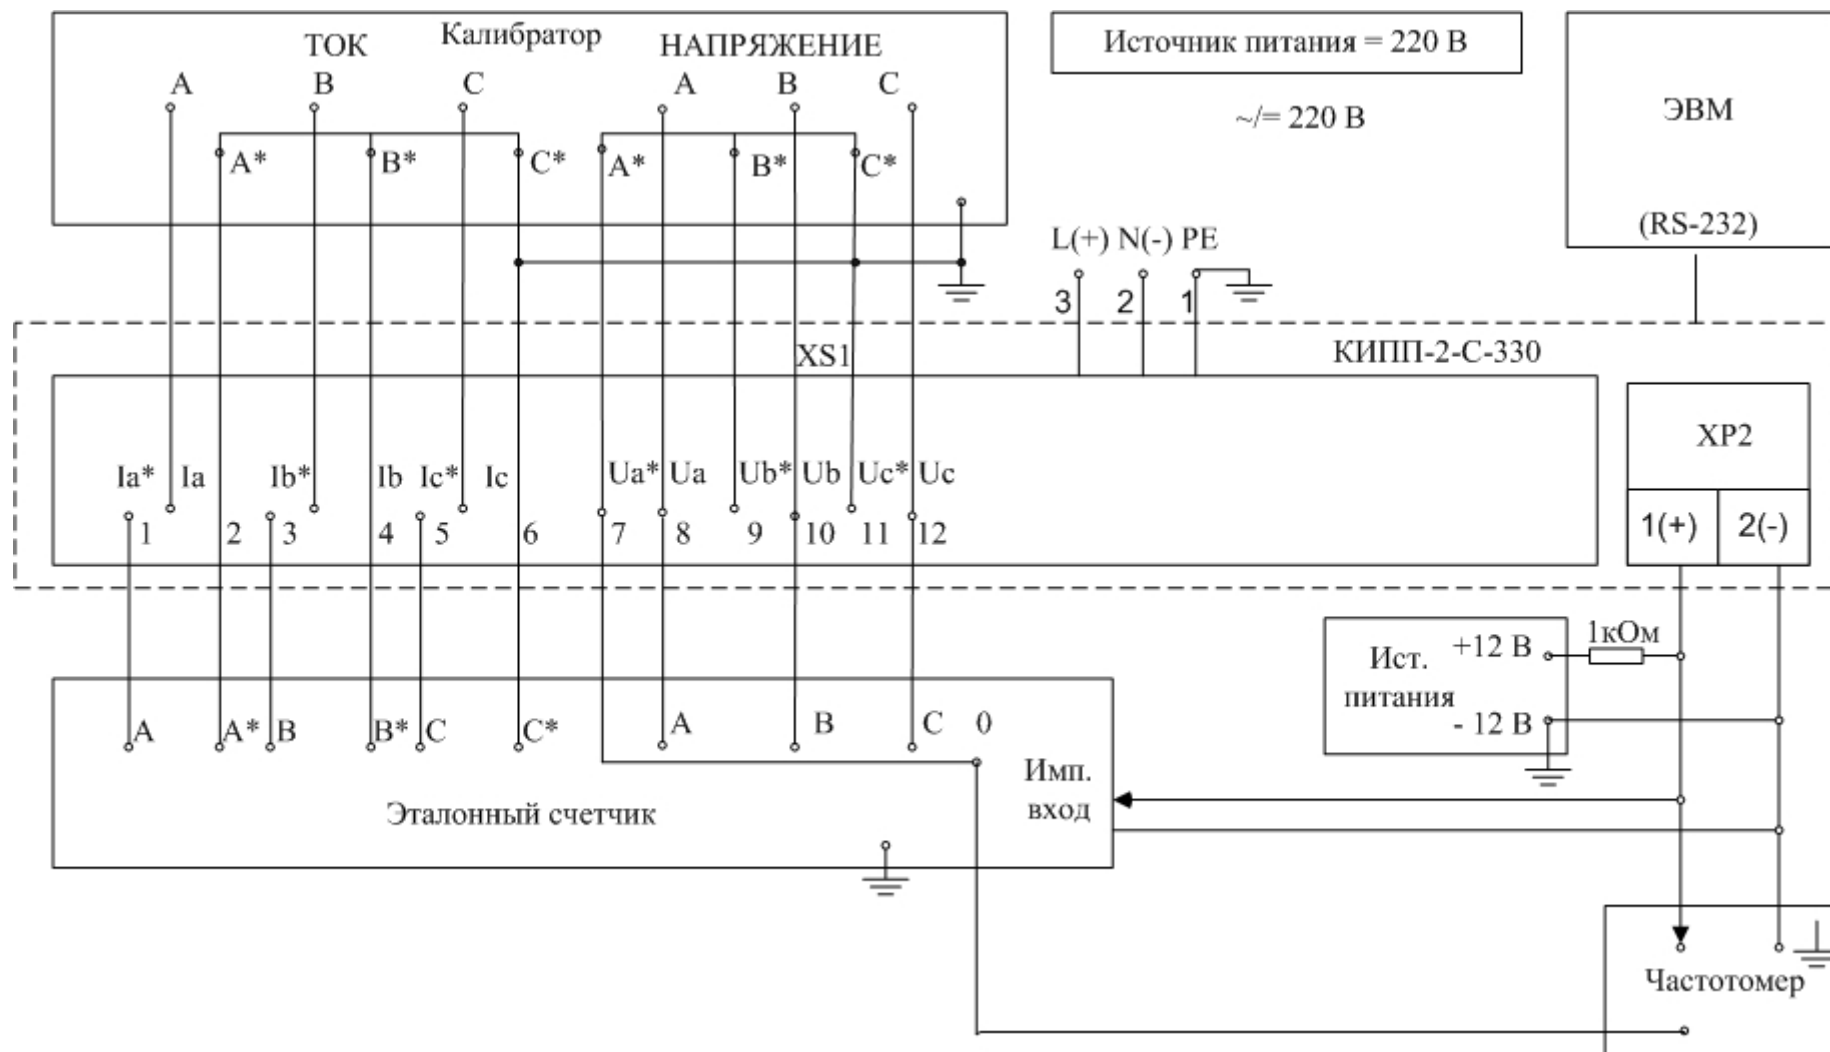 Калибратор
ТОК
НАПРЯЖЕНИЕ
A B C A B C
A* B* C* A* B* C*
Источник питания = 220 В
~/= 220 В
ЭВМ
(RS-232)
L(+) N(-) PE
3 2 1
XS1
КИПП-2-С-330
Ia* Ia Ib* Ib Ic* Ic Ua* Ua Ub* Ub Uc* Uc
1 2 3 4 5 6 7 8 9 10 11 12
ХР2
1(+) 2(-)
Ист.
питания
+12 В
- 12 В
1кОм
A A* B B* C C* A B C 0
Имп.
вход
Эталонный счетчик
Частотомер